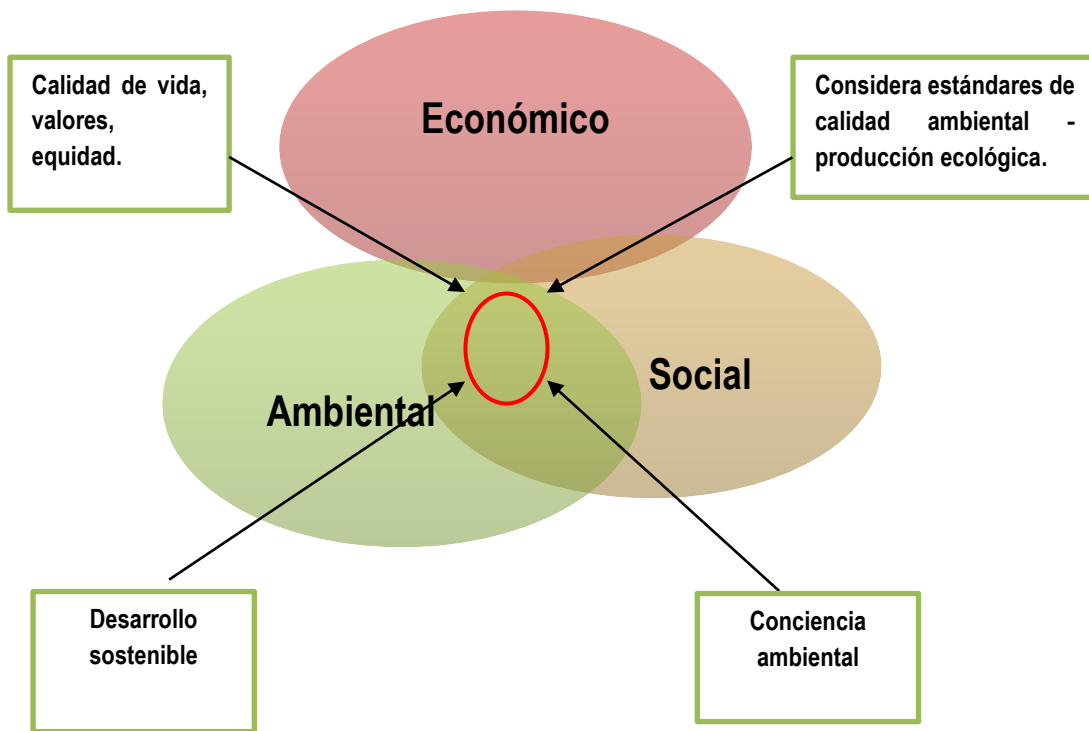 Calidad de vida,
valores,
equidad.
Económico
Considera estándares de
calidad ambiental -
producción ecológica.
Ambiental
Social
Desarrollo
sostenible
Conciencia
ambiental